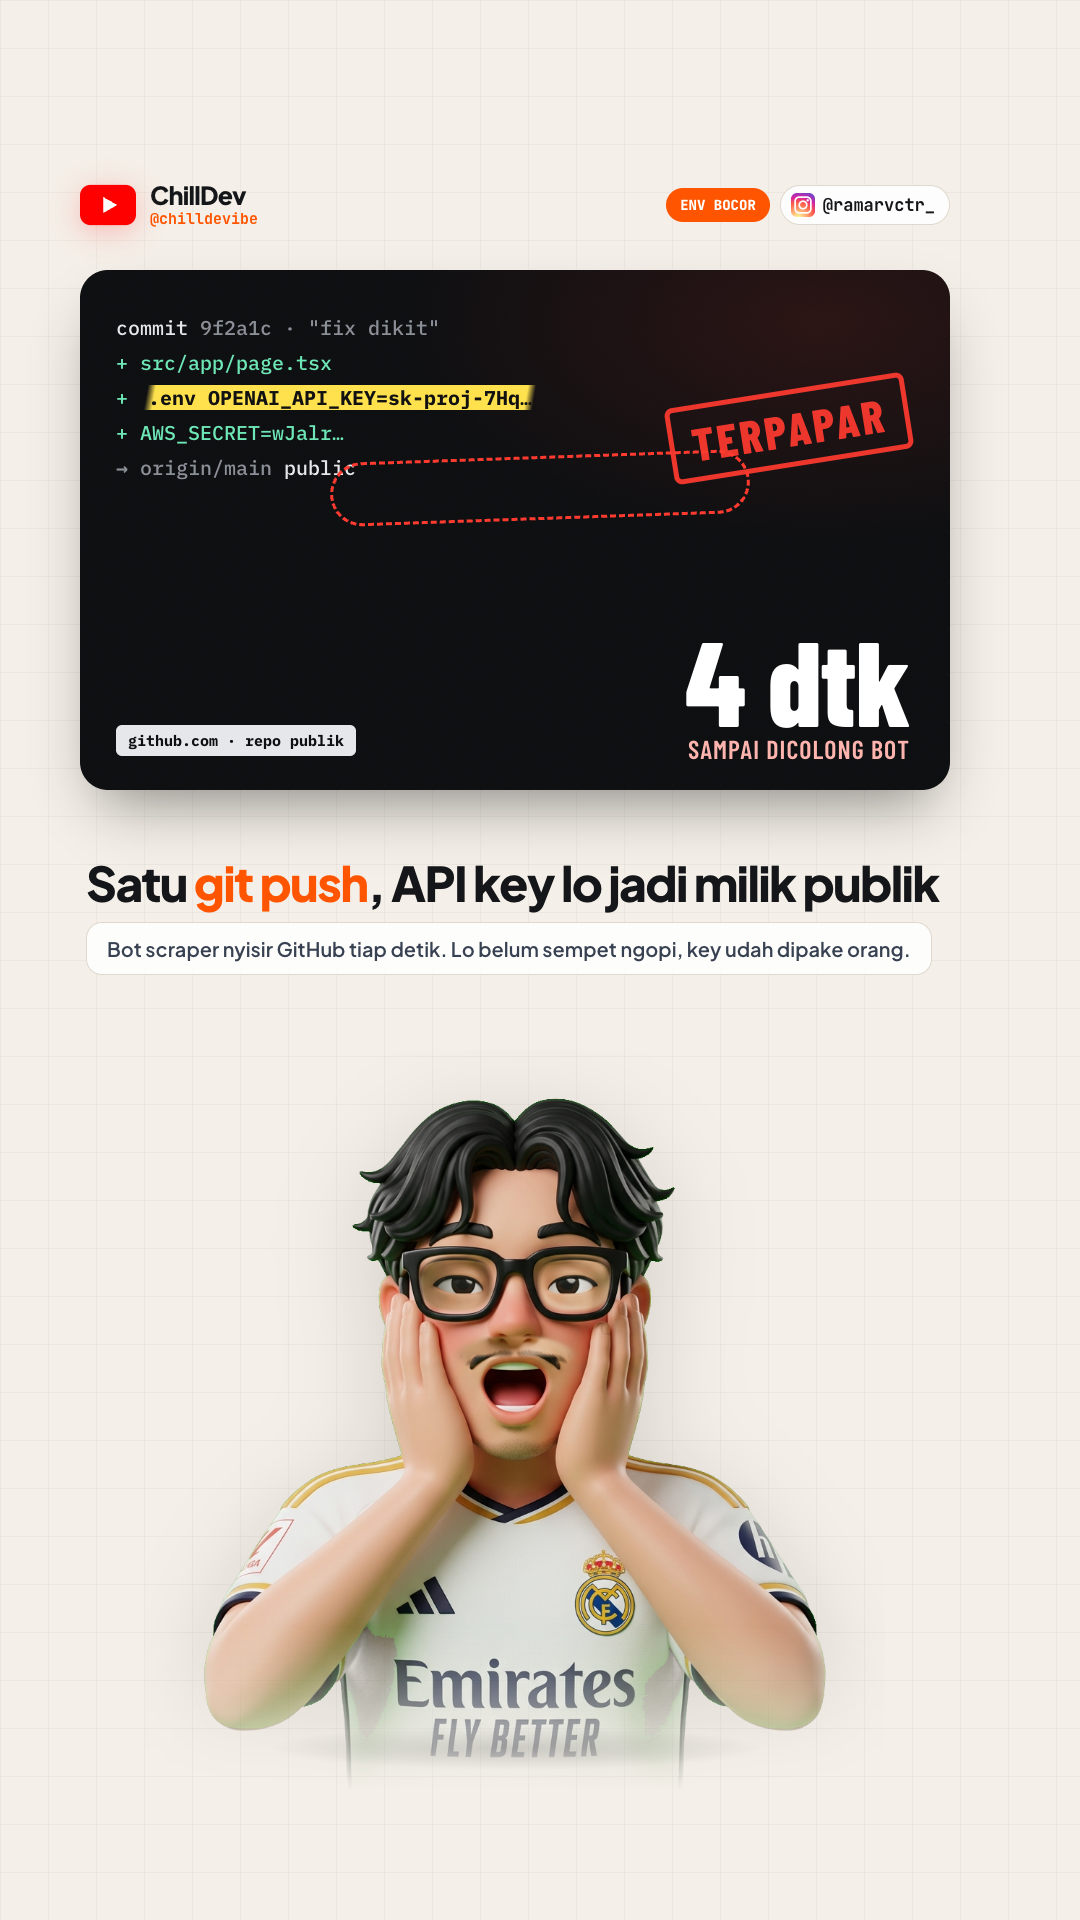 ChillDev
@chilldevibe
ENV BOCOR
@ramarvctr_
commit 9f2a1c · "fix dikit"
+ src/app/page.tsx
+ .env OPENAI_API_KEY=sk-proj-7Hq…
+ AWS_SECRET=wJalr…
→ origin/main public
TERPAPAR
4 dtk
SAMPAI DICOLONG BOT
github.com · repo publik
Satu git push, API key lo jadi milik publik
Bot scraper nyisir GitHub tiap detik. Lo belum sempet ngopi, key udah dipake orang.
Emirates
FLY BETTER